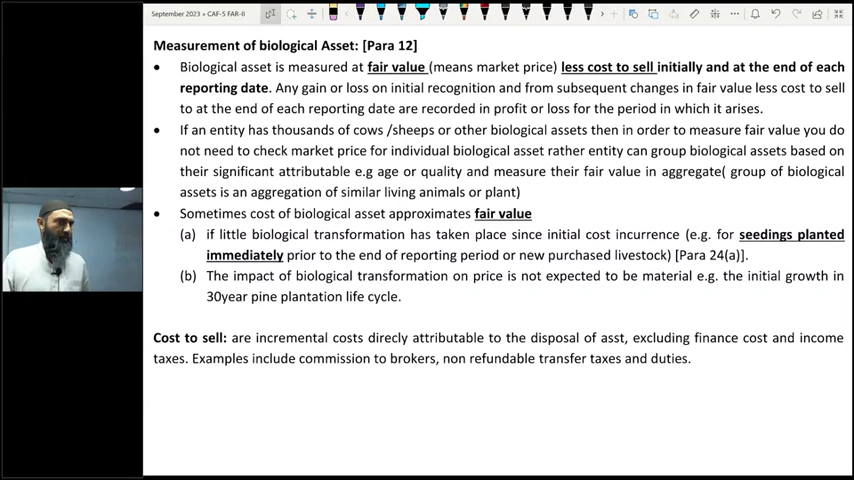 September 2023 » CAF-5 FAR-II
Measurement of biological Asset: [Para 12]
• Biological asset is measured at fair value (means market price) less cost to sell initially and at the end of each
reporting date. Any gain or loss on initial recognition and from subsequent changes in fair value less cost to sell
to at the end of each reporting date are recorded in profit or loss for the period in which it arises.
• If an entity has thousands of cows /sheeps or other biological assets then in order to measure fair value you do
not need to check market price for individual biological asset rather entity can group biological assets based on
their significant attributable e.g age or quality and measure their fair value in aggregate( group of biological
assets is an aggregation of similar living animals or plant)
• Sometimes cost of biological asset approximates fair value
(a) if little biological transformation has taken place since initial cost incurrence (e.g. for seedings planted
immediately prior to the end of reporting period or new purchased livestock) [Para 24(a)].
(b) The impact of biological transformation on price is not expected to be material e.g. the initial growth in
30year pine plantation life cycle.
Cost to sell: are incremental costs direcly attributable to the disposal of asst, excluding finance cost and income
taxes. Examples include commission to brokers, non refundable transfer taxes and duties.